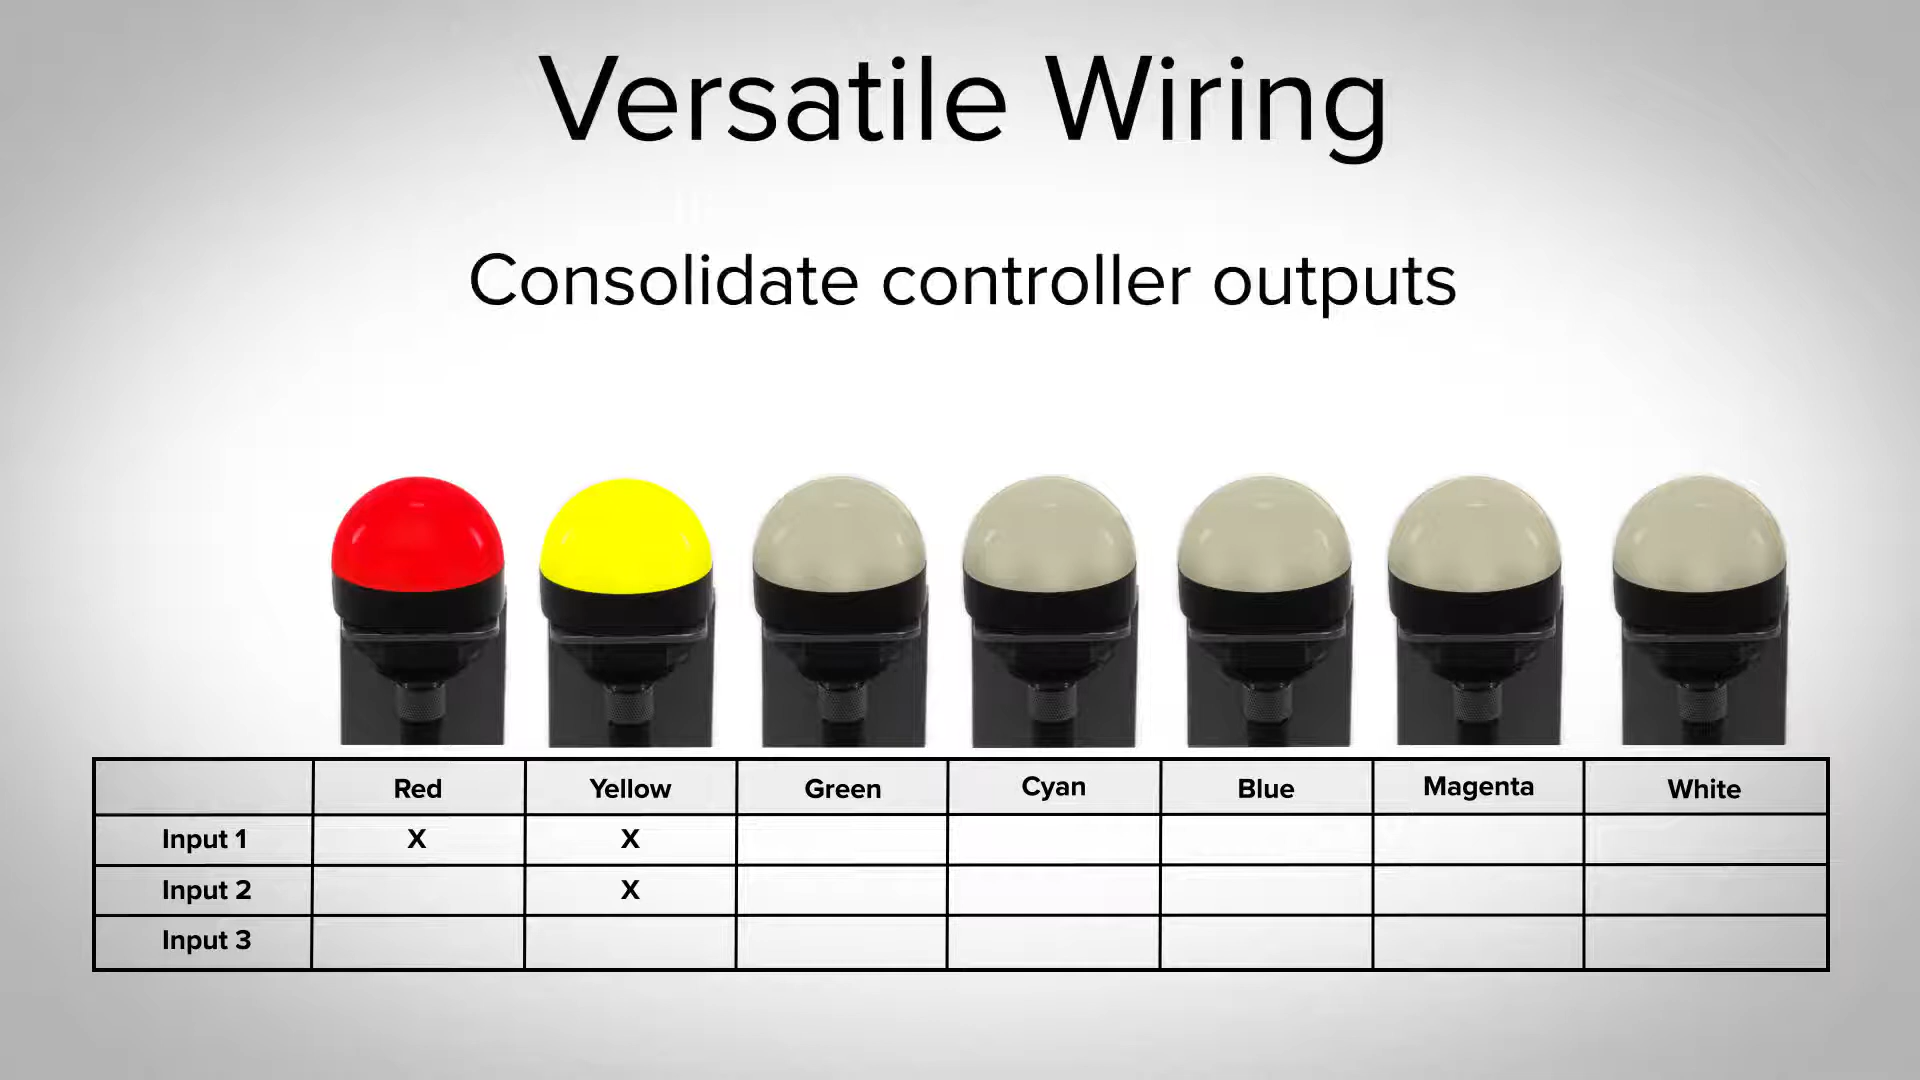 Versatile Wiring
Consolidate controller outputs
Red Yellow Green Cyan Blue Magenta White
Input 1 X X
Input 2 X
Input 3